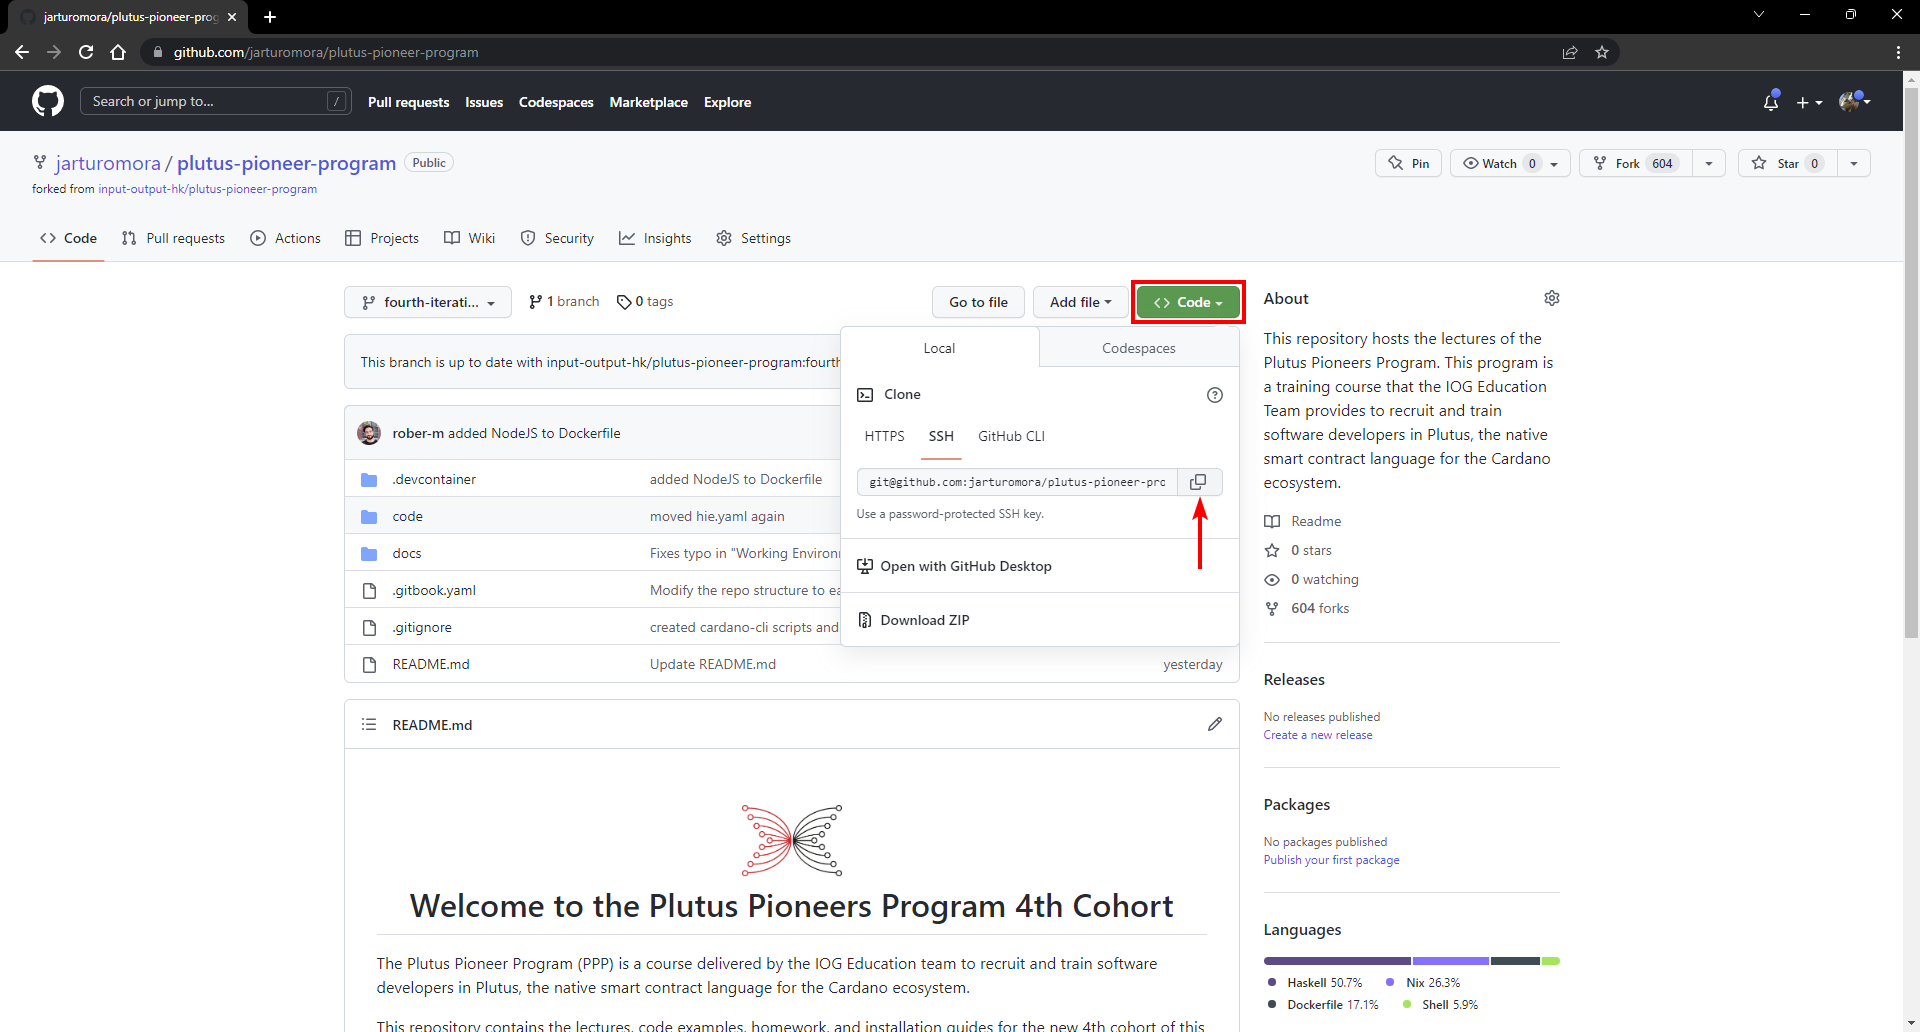 jarturomora/plutus-pioneer-prog
github.com/jarturomora/plutus-pioneer-program
Search or jump to...
/
Pull requests
Issues
Codespaces
Marketplace
Explore
jarturomora / plutus-pioneer-program
Public
forked from input-output-hk/plutus-pioneer-program
Pin
Watch 0
Fork 604
Star 0
Code
Pull requests
Actions
Projects
Wiki
Security
Insights
Settings
fourth-iterati...
1 branch
0 tags
Go to file
Add file
Code
This branch is up to date with input-output-hk/plutus-pioneer-program:fourth
rober-m added NodeJS to Dockerfile
.devcontainer
added NodeJS to Dockerfile
code
moved hie.yaml again
docs
Fixes typo in "Working Environ
.gitbook.yaml
Modify the repo structure to ea
.gitignore
created cardano-cli scripts and
README.md
Update README.md
yesterday
Local
Codespaces
Clone
HTTPS
SSH
GitHub CLI
git@github.com:jarturomora/plutus-pioneer-prc
Use a password-protected SSH key.
Open with GitHub Desktop
Download ZIP
README.md
Welcome to the Plutus Pioneers Program 4th Cohort
The Plutus Pioneer Program (PPP) is a course delivered by the IOG Education team to recruit and train software
developers in Plutus, the native smart contract language for the Cardano ecosystem.
This repository contains the lectures, code examples, homework, and installation guides for the new 4th cohort of this
About
This repository hosts the lectures of the
Plutus Pioneers Program. This program is
a training course that the IOG Education
Team provides to recruit and train
software developers in Plutus, the native
smart contract language for the Cardano
ecosystem.
Readme
0 stars
0 watching
604 forks
Releases
No releases published
Create a new release
Packages
No packages published
Publish your first package
Languages
Haskell 50.7%
Nix 26.3%
Dockerfile 17.1%
Shell 5.9%